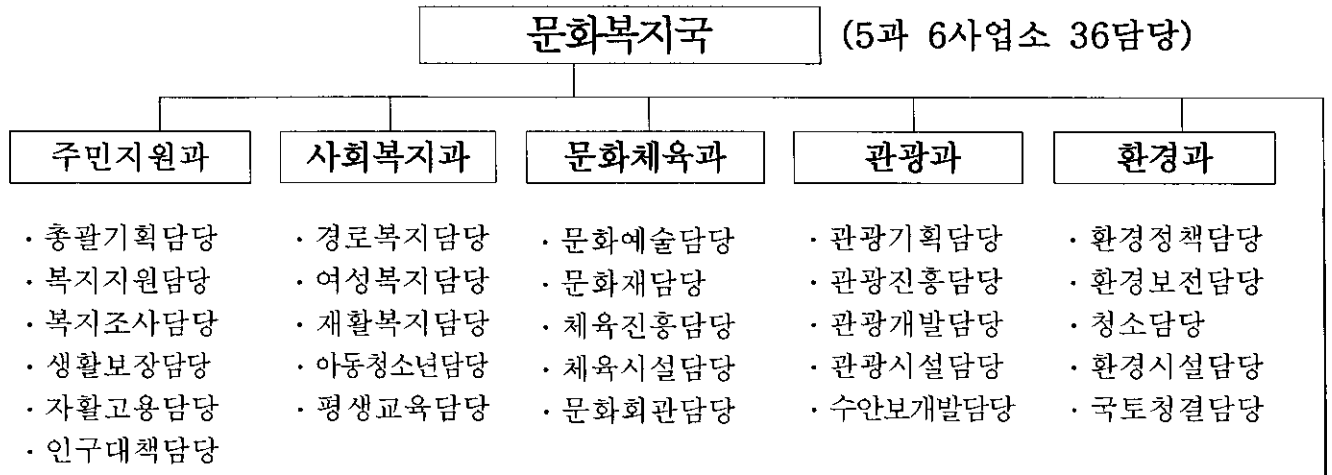 문화복지국 (5과 6사업소 36담당)
주민지원과 사회복지과 문화체육과 관광과 환경과
· 총괄기획담당 · 경로복지담당 · 문화예술담당 · 관광기획담당 · 환경정책담당
· 복지지원담당 · 여성복지담당 · 문화재담당 · 관광진흥담당 · 환경보전담당
· 복지조사담당 · 재활복지담당 · 체육진흥담당 · 관광개발담당 · 청소담당
· 생활보장담당 · 아동청소년담당 · 체육시설담당 · 관광시설담당 · 환경시설담당
· 자활고용담당 · 평생교육담당 · 문화회관담당 · 수안보개발담당 · 국토청결담당
· 인구대책담당